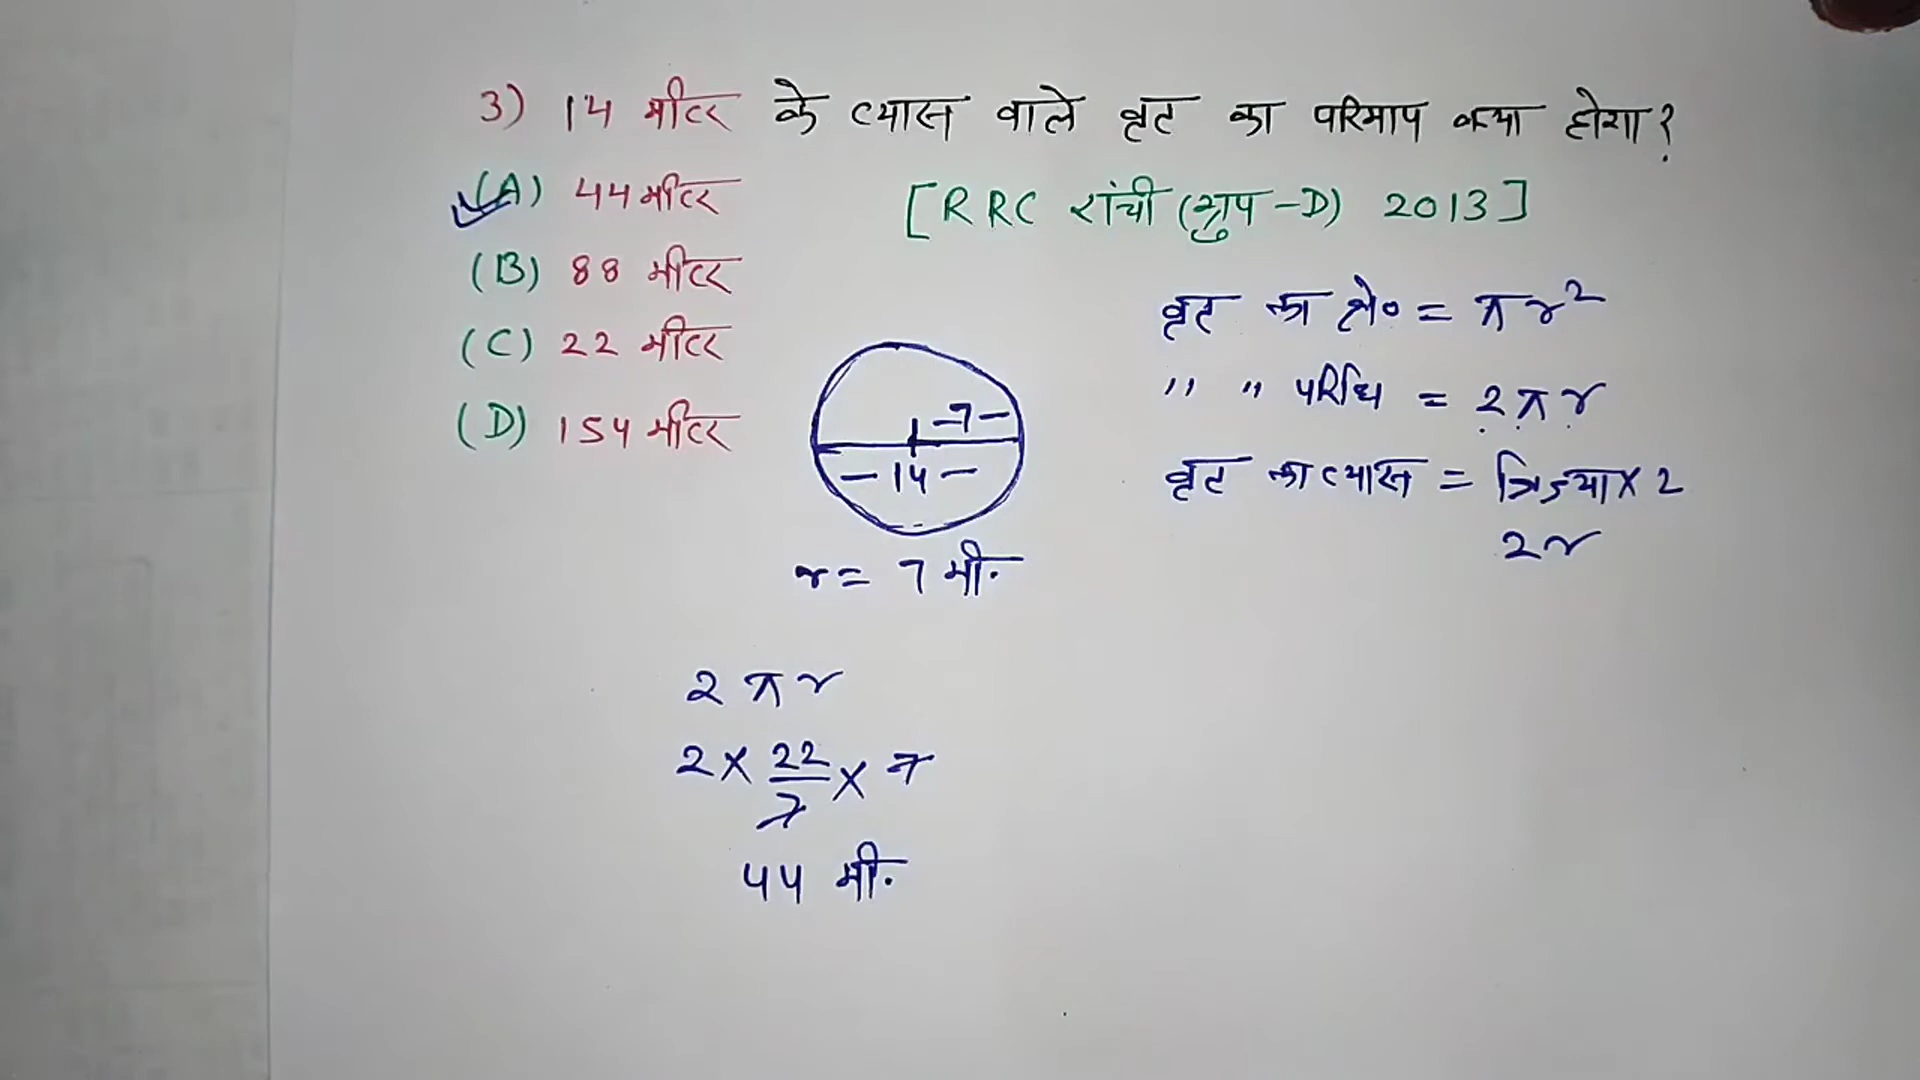 3) 14 मीटर के व्यास वाले वृत का परिमाप क्या होगा?
(A) 44 मीटर
[RRC रांची (ग्रुप -D) 2013]
(B) 88 मीटर
(C) 22 मीटर
(D) 154 मीटर
वृत का क्षे० = πr²
" " परिधि = 2πr
वृत का व्यास = त्रिज्या × 2
2r
- 7 -
- 14 -
r = 7 मी.
2 π r
2 × 22/7 × 7
44 मी.